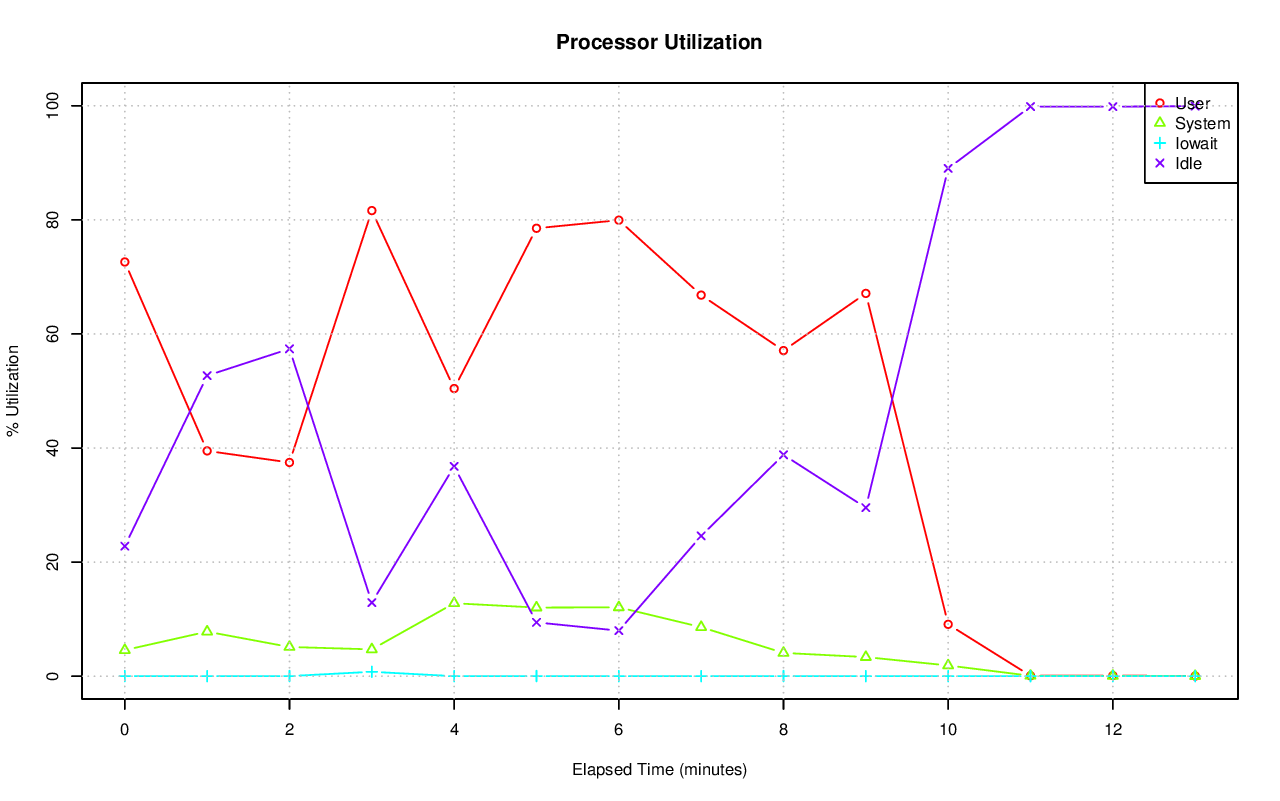 Processor Utilization
100
80
60
40
20
0
% Utilization
User
System
Iowait
Idle
0 2 4 6 8 10 12
Elapsed Time (minutes)